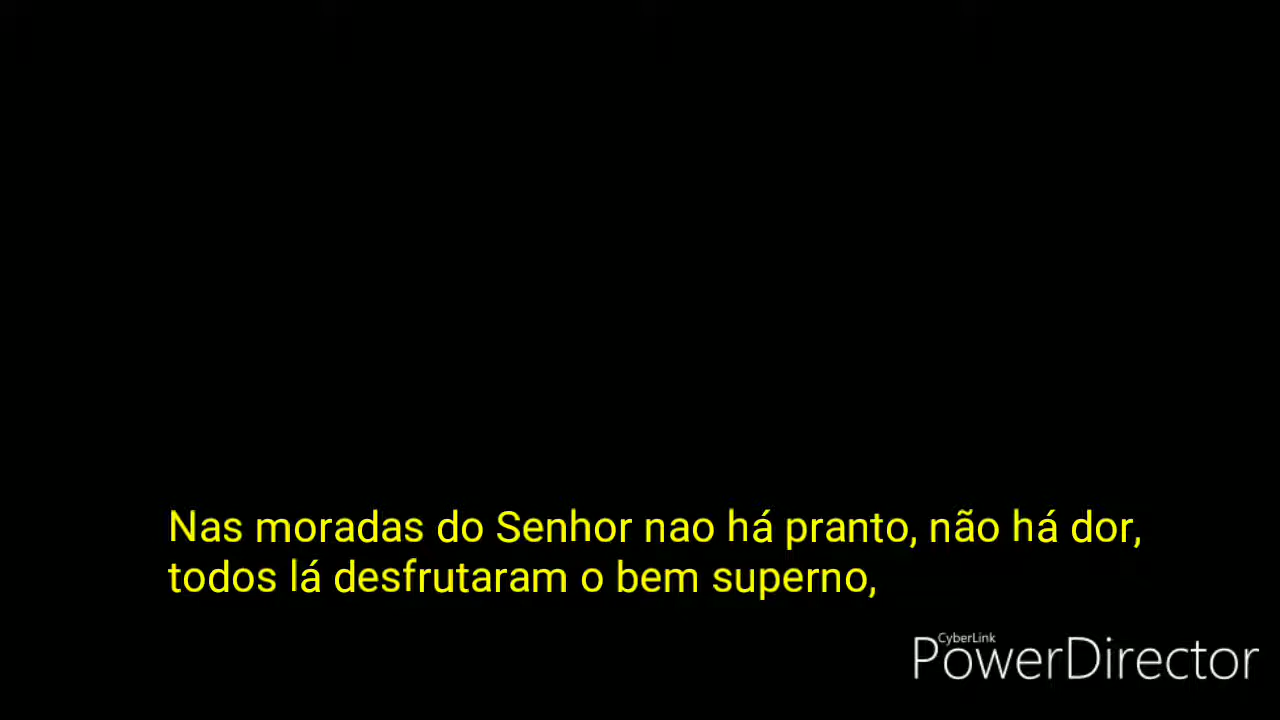 Nas moradas do Senhor nao há pranto, não há dor,
todos lá desfrutaram o bem superno,
CyberLink
PowerDirector